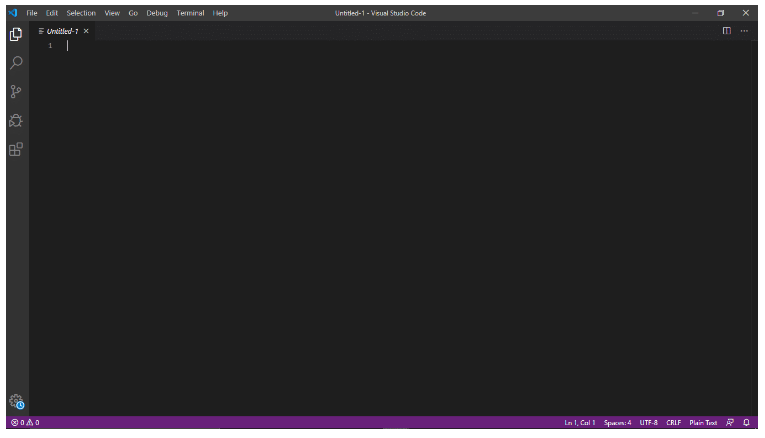 File Edit Selection View Go Debug Terminal Help Untitled-1 - Visual Studio Code
Untitled-1
1
0 0 Ln 1, Col 1 Spaces: 4 UTF-8 CRLF Plain Text